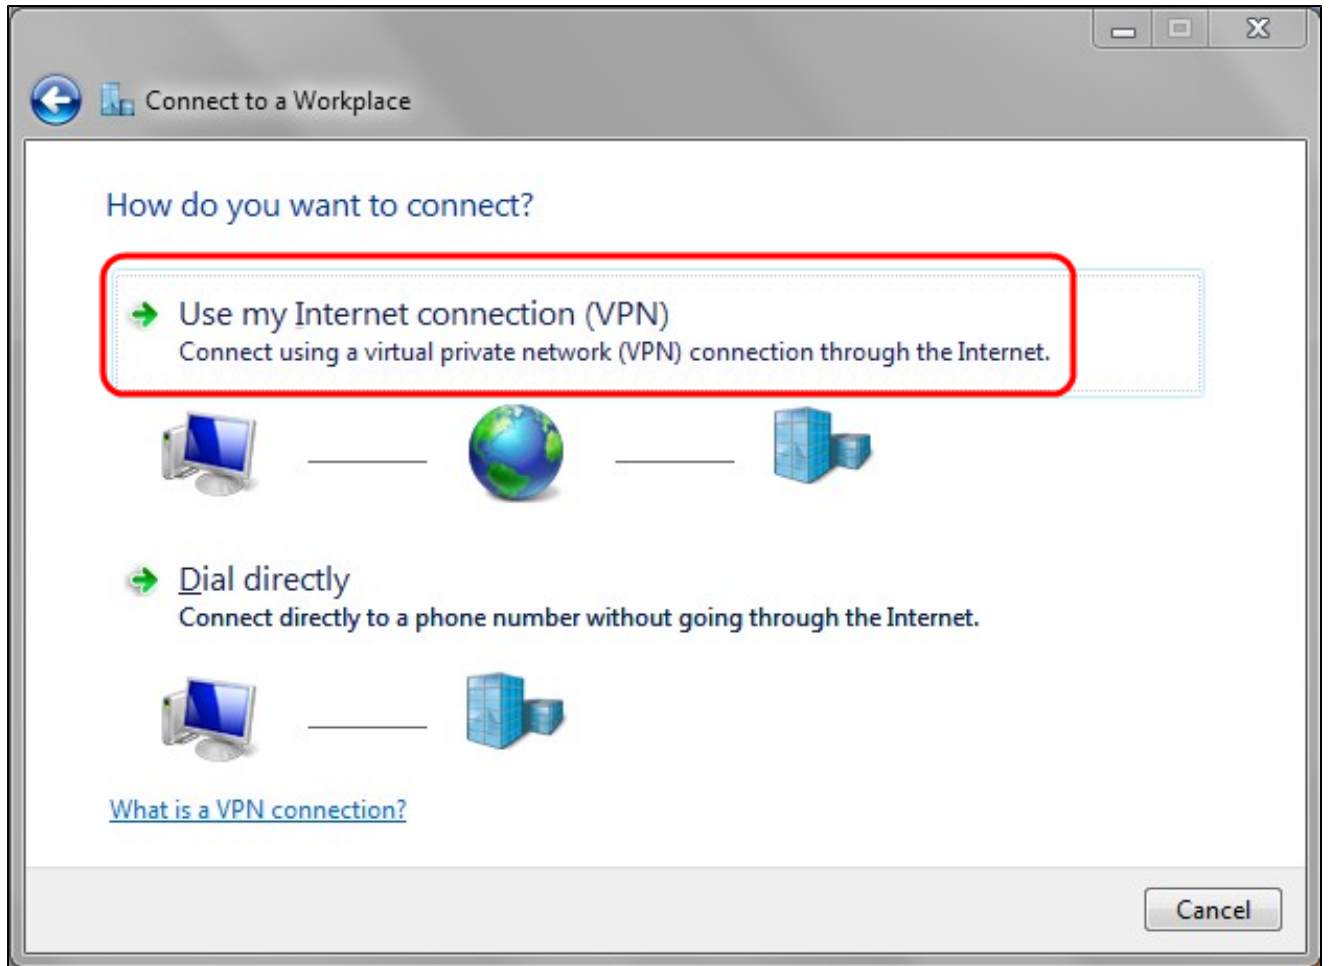 Connect to a Workplace
How do you want to connect?
Use my Internet connection (VPN)
Connect using a virtual private network (VPN) connection through the Internet.
Dial directly
Connect directly to a phone number without going through the Internet.
What is a VPN connection?
Cancel